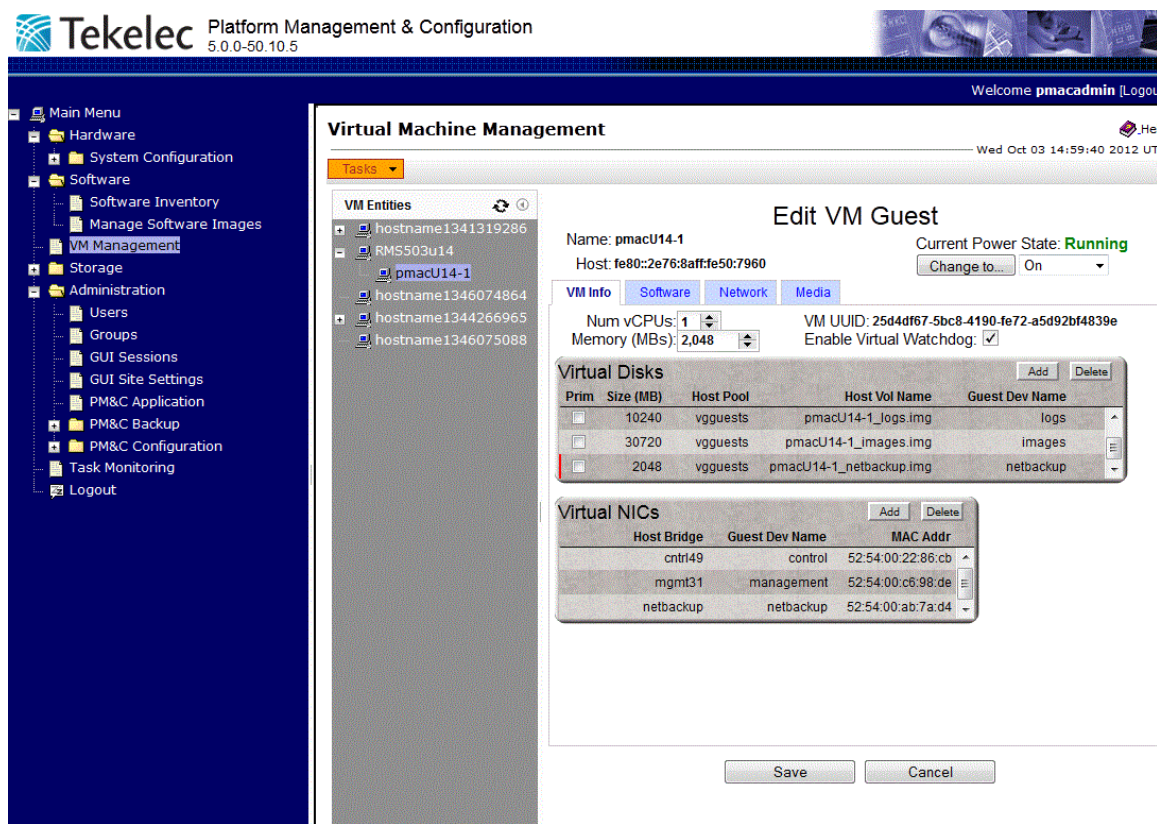 Tekelec Platform Management & Configuration
5.0.0-50.10.5
Welcome pmacadmin [Logou
Main Menu
Hardware
System Configuration
Software
Software Inventory
Manage Software Images
VM Management
Storage
Administration
Users
Groups
GUI Sessions
GUI Site Settings
PM&C Application
PM&C Backup
PM&C Configuration
Task Monitoring
Logout
Virtual Machine Management
He
Wed Oct 03 14:59:40 2012 UT
Tasks
VM Entities
hostname1341319286
RMS503u14
pmacU14-1
hostname1346074864
hostname1344266965
hostname1346075088
Edit VM Guest
Name: pmacU14-1
Current Power State: Running
Host: fe80::2e76:8aff:fe50:7960
Change to... On
VM Info Software Network Media
Num vCPUs: 1 VM UUID: 25d4df67-5bc8-4190-fe72-a5d92bf4839e
Memory (MBs): 2,048 Enable Virtual Watchdog:
Virtual Disks Add Delete
Prim Size (MB) Host Pool Host Vol Name Guest Dev Name
10240 vgguests pmacU14-1_logs.img logs
30720 vgguests pmacU14-1_images.img images
2048 vgguests pmacU14-1_netbackup.img netbackup
Virtual NICs Add Delete
Host Bridge Guest Dev Name MAC Addr
cntrl49 control 52:54:00:22:86:cb
mgmt31 management 52:54:00:c6:98:de
netbackup netbackup 52:54:00:ab:7a:d4
Save Cancel